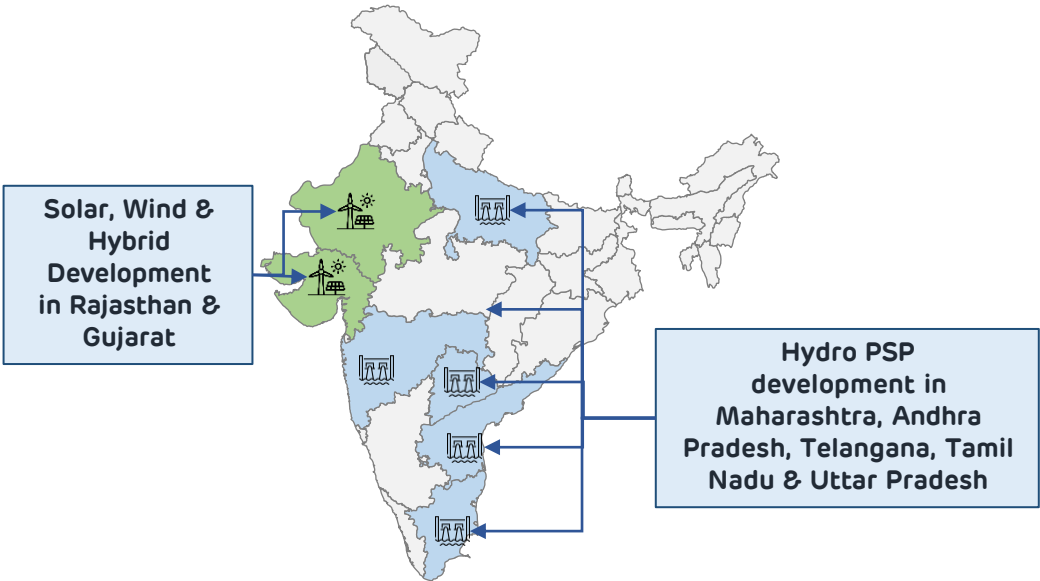 Solar, Wind &
Hybrid
Development
in Rajasthan &
Gujarat
Hydro PSP
development in
Maharashtra, Andhra
Pradesh, Telangana, Tamil
Nadu & Uttar Pradesh